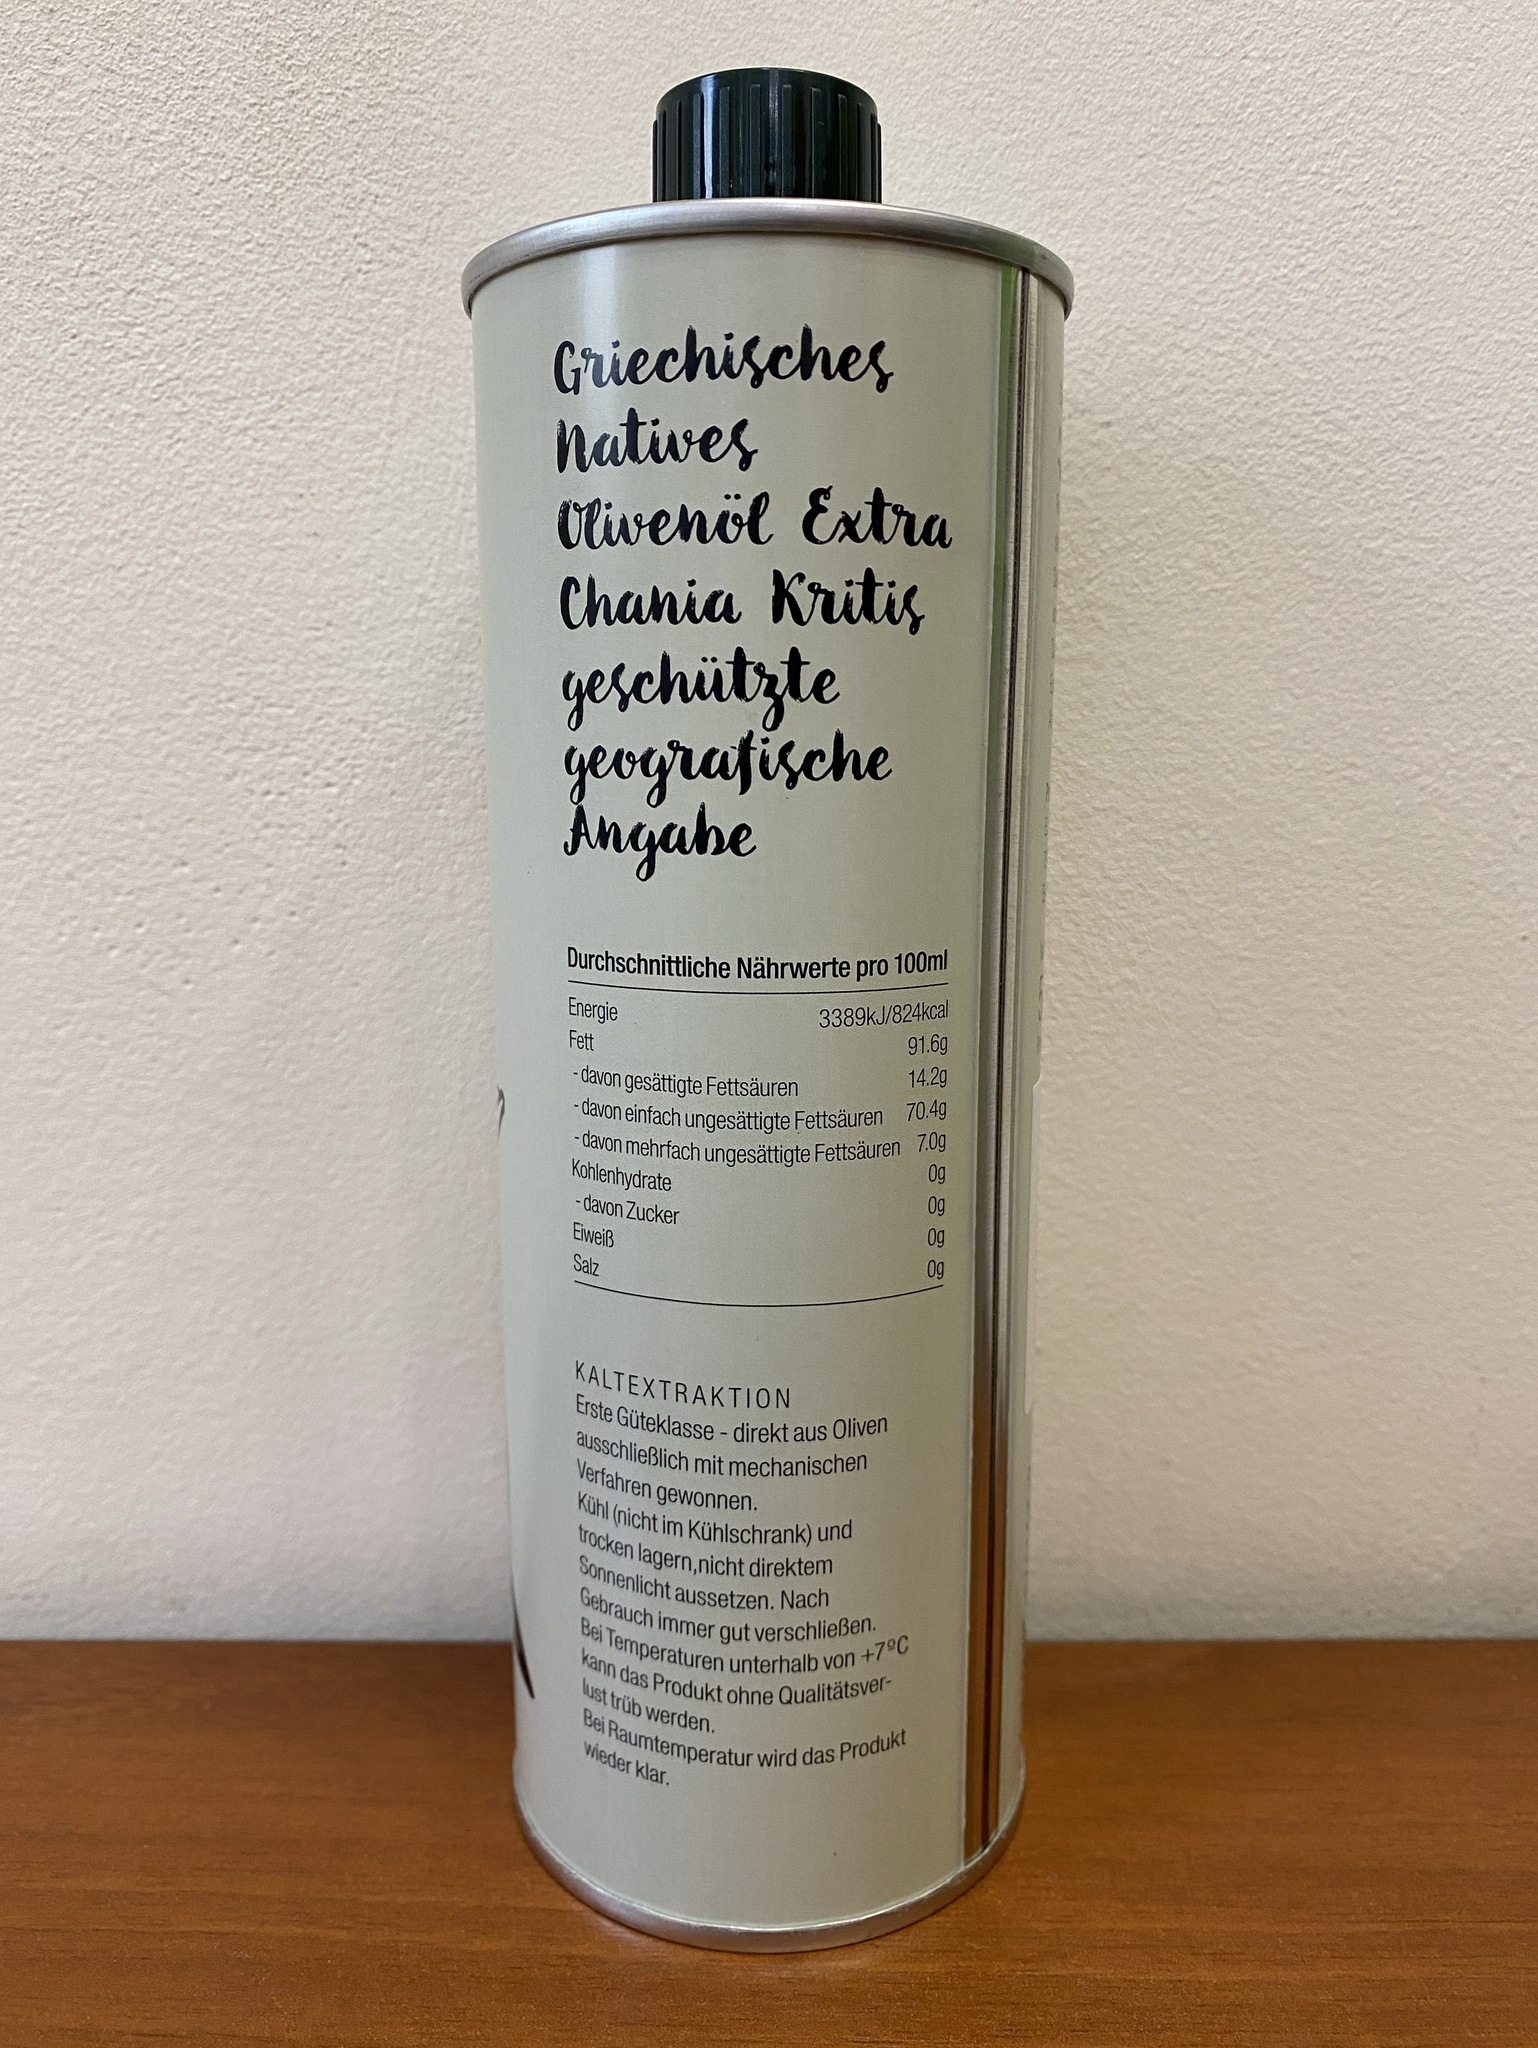 Griechisches
Natives
Olivenöl Extra
Chania Kritis
geschützte
geografische
Angabe
Durchschnittliche Nährwerte pro 100ml
Energie 3389kJ/824kcal
Fett 91.6g
- davon gesättigte Fettsäuren 14.2g
- davon einfach ungesättigte Fettsäuren 70.4g
- davon mehrfach ungesättigte Fettsäuren 7.0g
Kohlenhydrate 0g
- davon Zucker 0g
Eiweiß 0g
Salz 0g
KALTEXTRAKTION
Erste Güteklasse - direkt aus Oliven
ausschließlich mit mechanischen
Verfahren gewonnen.
Kühl (nicht im Kühlschrank) und
trocken lagern,nicht direktem
Sonnenlicht aussetzen. Nach
Gebrauch immer gut verschließen.
Bei Temperaturen unterhalb von +7ºC
kann das Produkt ohne Qualitätsver-
lust trüb werden.
Bei Raumtemperatur wird das Produkt
wieder klar.